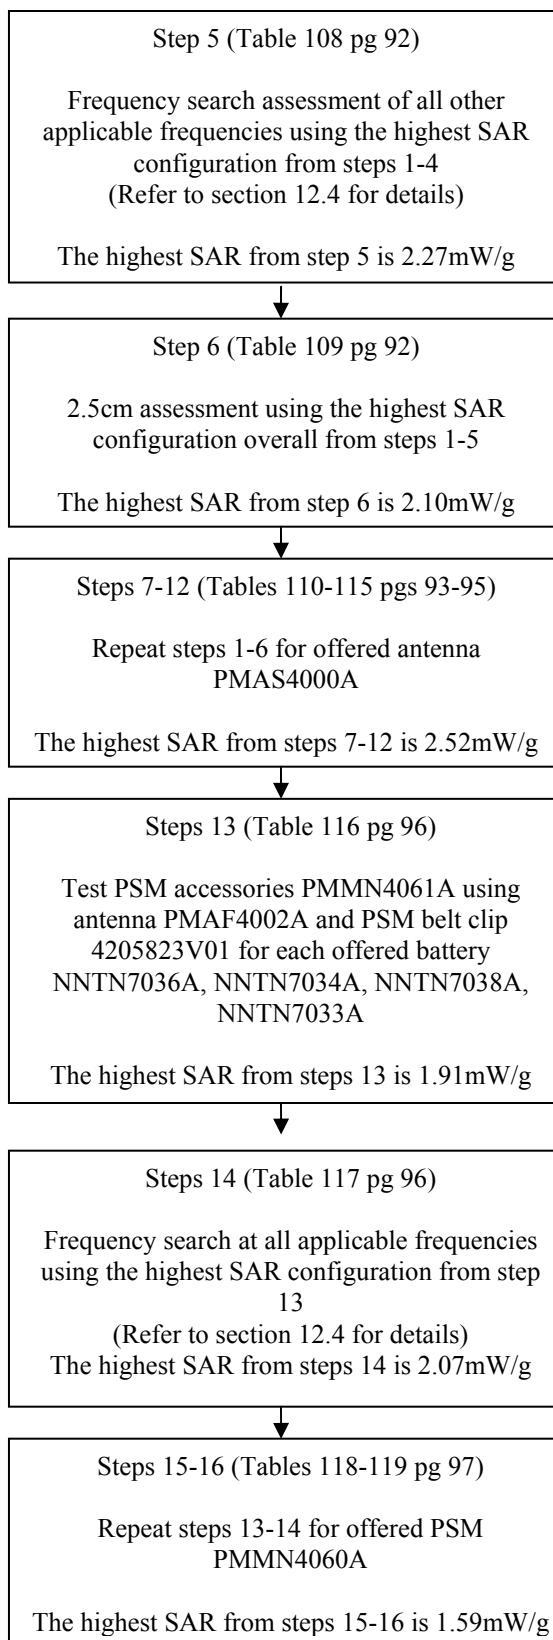 Step 5 (Table 108 pg 92)
Frequency search assessment of all other
applicable frequencies using the highest SAR
configuration from steps 1-4
(Refer to section 12.4 for details)
The highest SAR from step 5 is 2.27mW/g
Step 6 (Table 109 pg 92)
2.5cm assessment using the highest SAR
configuration overall from steps 1-5
The highest SAR from step 6 is 2.10mW/g
Steps 7-12 (Tables 110-115 pgs 93-95)
Repeat steps 1-6 for offered antenna
PMAS4000A
The highest SAR from steps 7-12 is 2.52mW/g
Steps 13 (Table 116 pg 96)
Test PSM accessories PMMN4061A using
antenna PMAF4002A and PSM belt clip
4205823V01 for each offered battery
NNTN7036A, NNTN7034A, NNTN7038A,
NNTN7033A
The highest SAR from steps 13 is 1.91mW/g
Steps 14 (Table 117 pg 96)
Frequency search at all applicable frequencies
using the highest SAR configuration from step
13
(Refer to section 12.4 for details)
The highest SAR from steps 14 is 2.07mW/g
Steps 15-16 (Tables 118-119 pg 97)
Repeat steps 13-14 for offered PSM
PMMN4060A
The highest SAR from steps 15-16 is 1.59mW/g